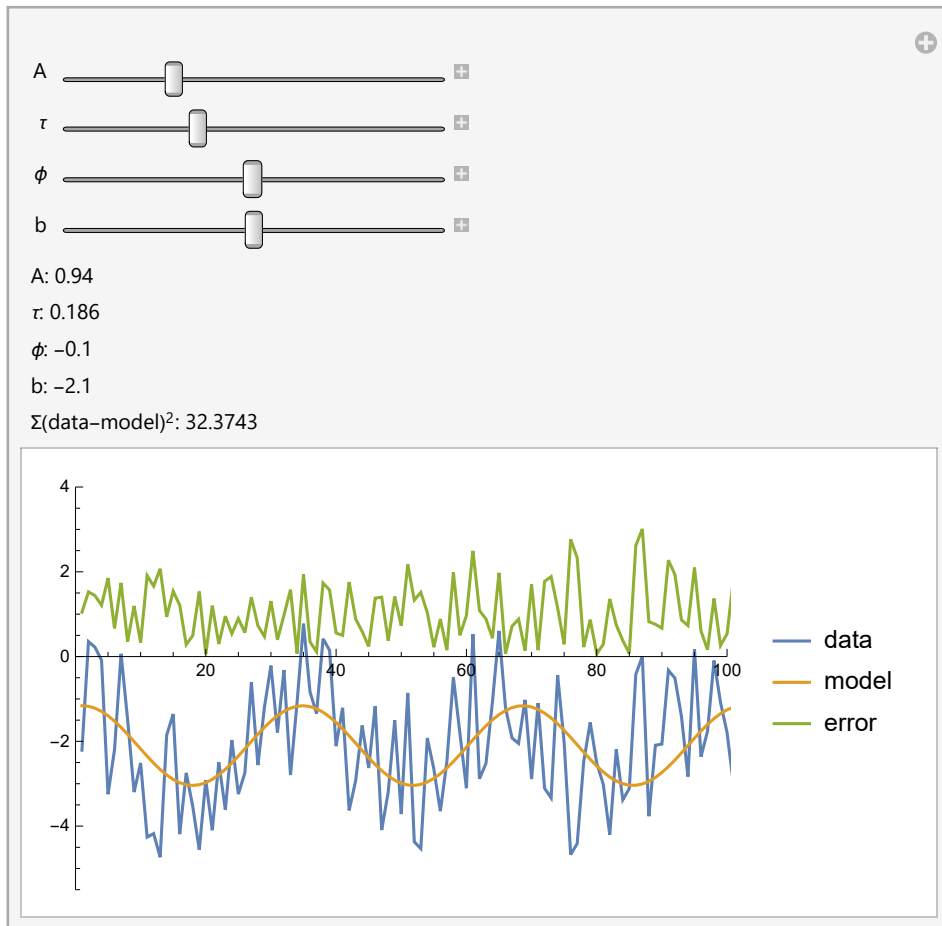 A
τ
ϕ
b
A: 0.94
τ: 0.186
ϕ: −0.1
b: −2.1
Σ(data−model)²: 32.3743
4
2
0
−2
−4
20
40
60
80
100
data
model
error